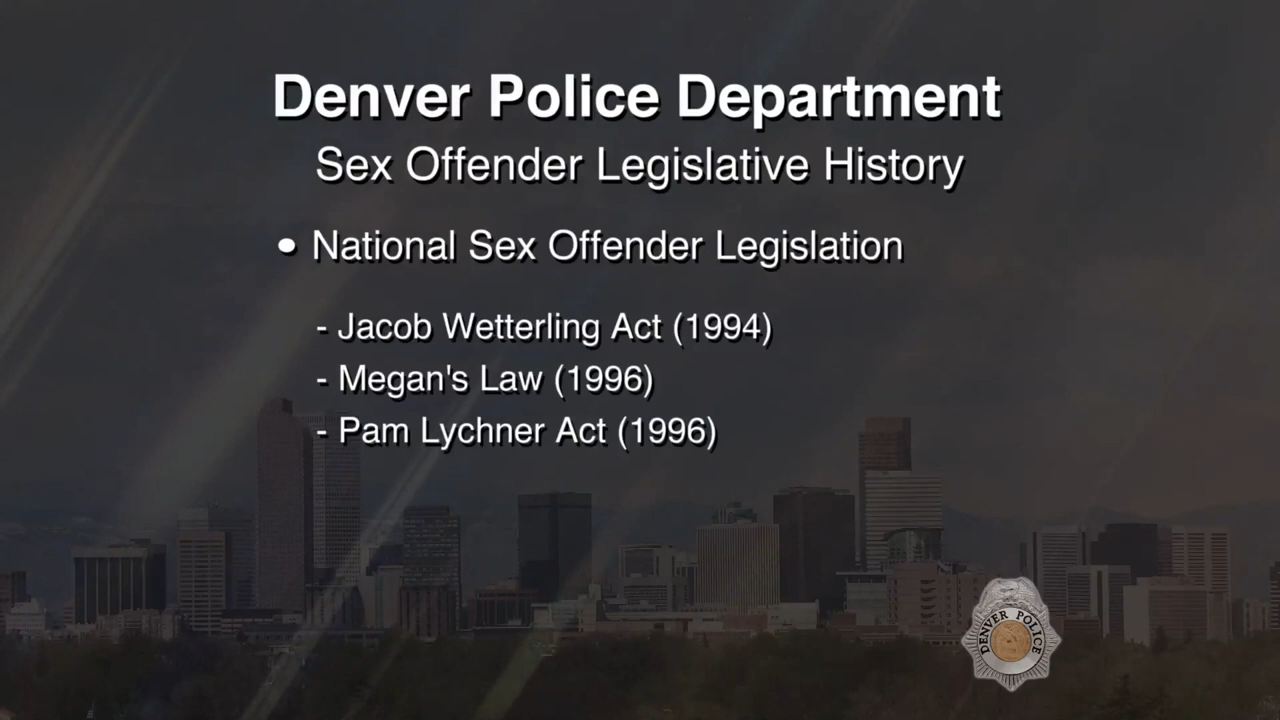 Denver Police Department
Sex Offender Legislative History
• National Sex Offender Legislation
- Jacob Wetterling Act (1994)
- Megan's Law (1996)
- Pam Lychner Act (1996)
DENVER POLICE